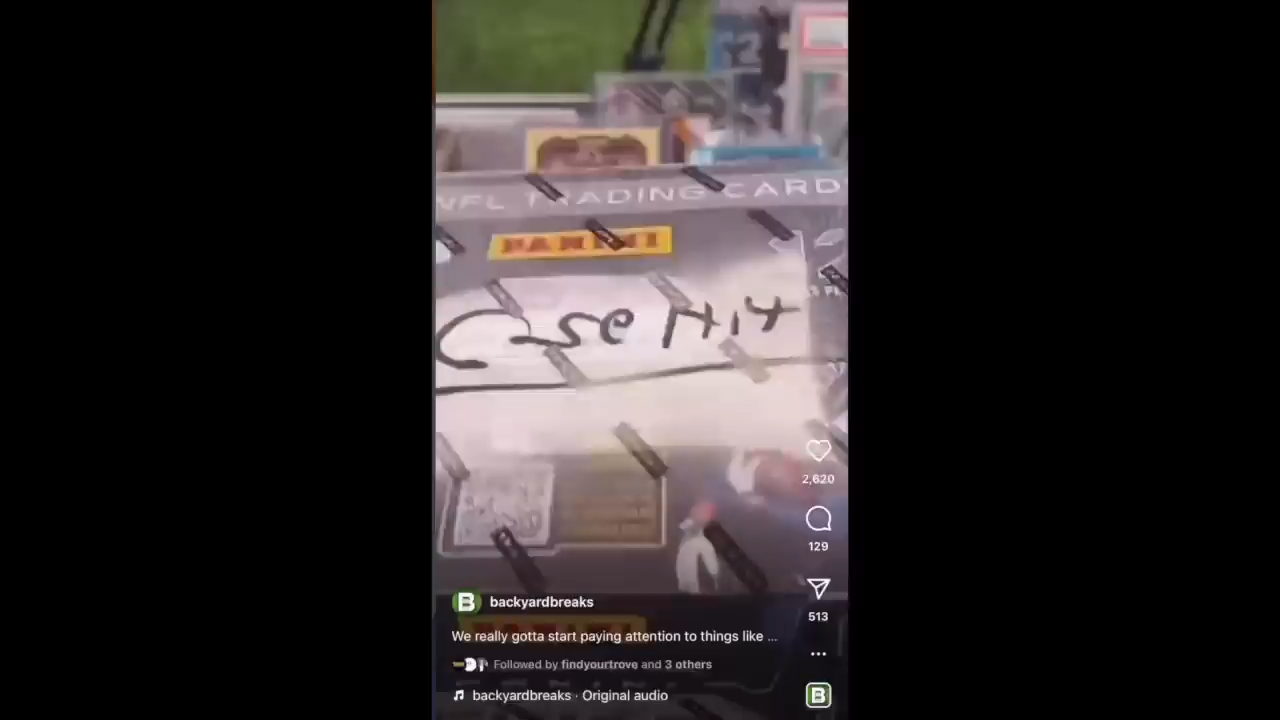 NFL TRADING CARD
PANINI
Case Hit
2,620
129
513
backyardbreaks
We really gotta start paying attention to things like ...
Followed by findyourtrove and 3 others
backyardbreaks · Original audio